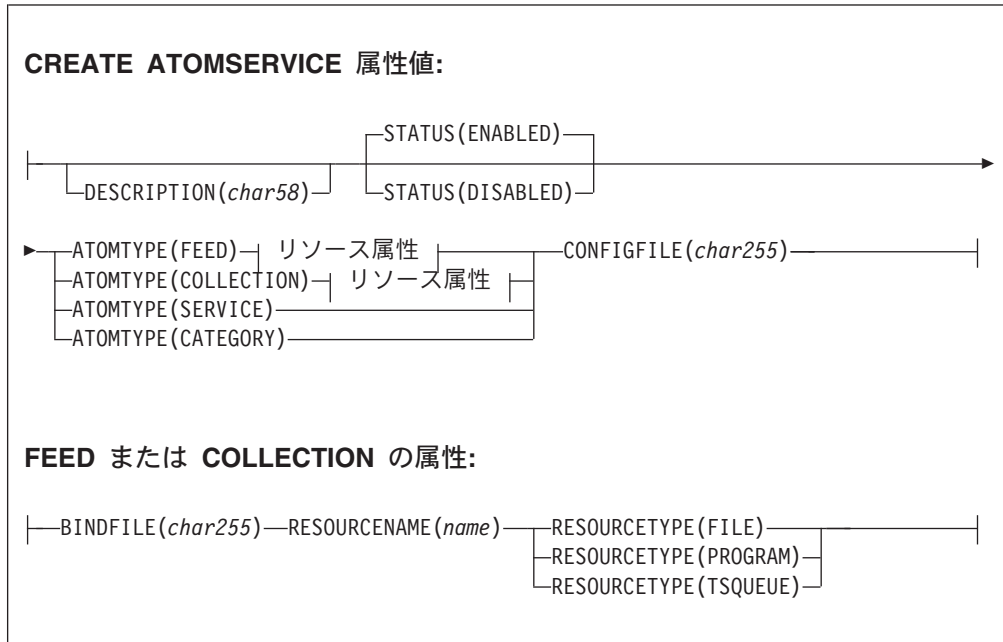 CREATE ATOMSERVICE 属性値:
STATUS(ENABLED)
DESCRIPTION(char58) STATUS(DISABLED)
ATOMTYPE(FEED) リソース属性 CONFIGFILE(char255)
ATOMTYPE(COLLECTION) リソース属性
ATOMTYPE(SERVICE)
ATOMTYPE(CATEGORY)
FEED または COLLECTION の属性:
BINDFILE(char255) RESOURCENAME(name) RESOURCETYPE(FILE)
RESOURCETYPE(PROGRAM)
RESOURCETYPE(TSQUEUE)